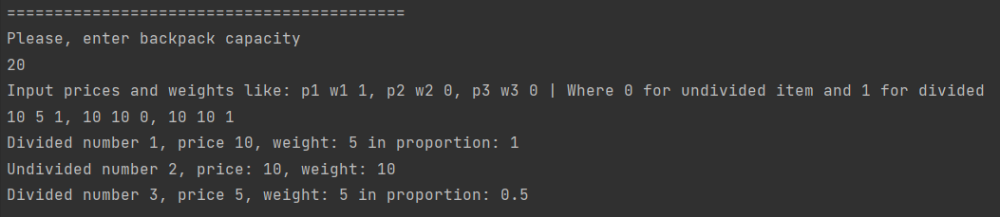 ==========================================
Please, enter backpack capacity
20
Input prices and weights like: p1 w1 1, p2 w2 0, p3 w3 0 | Where 0 for undivided item and 1 for divided
10 5 1, 10 10 0, 10 10 1
Divided number 1, price 10, weight: 5 in proportion: 1
Undivided number 2, price: 10, weight: 10
Divided number 3, price 5, weight: 5 in proportion: 0.5